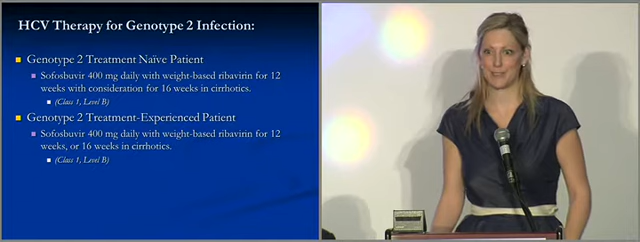 HCV Therapy for Genotype 2 Infection:
Genotype 2 Treatment Naïve Patient
Sofosbuvir 400 mg daily with weight-based ribavirin for 12
weeks with consideration for 16 weeks in cirrhotics.
(Class 1, Level B)
Genotype 2 Treatment-Experienced Patient
Sofosbuvir 400 mg daily with weight-based ribavirin for 12
weeks, or 16 weeks in cirrhotics.
(Class 1, Level B)